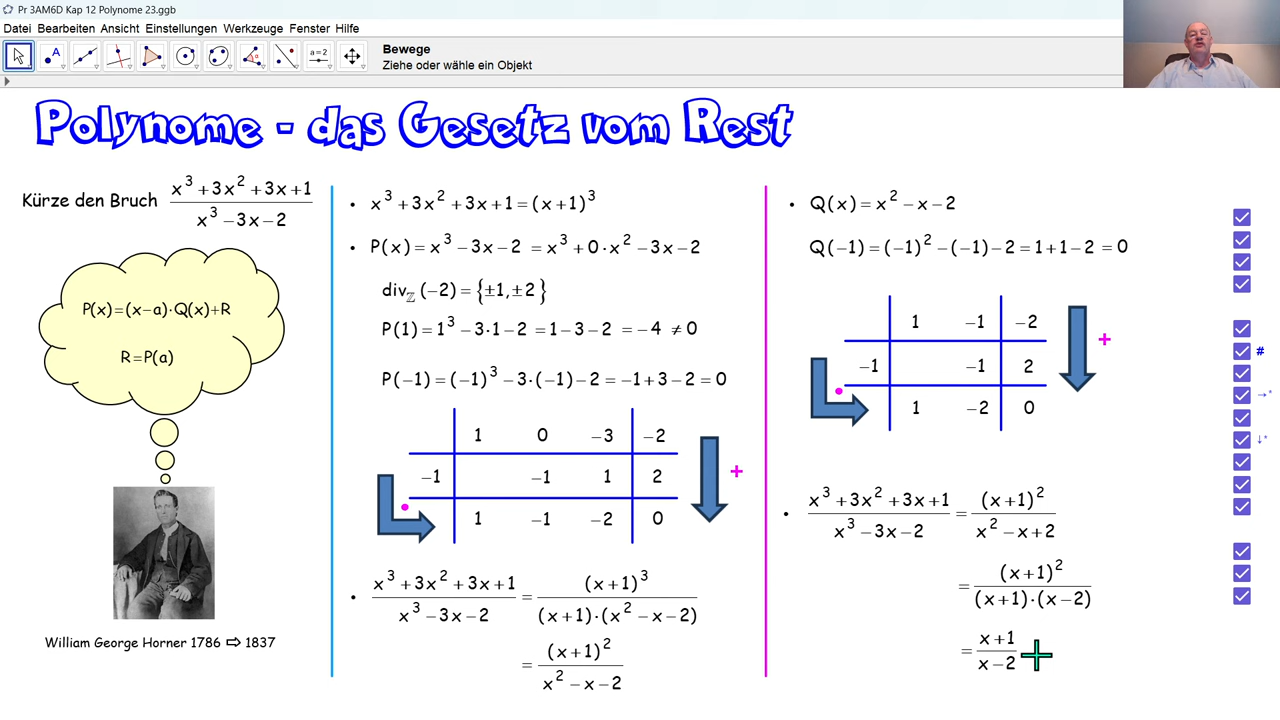 Pr 3AM6D Kap 12 Polynome 23.ggb
Datei Bearbeiten Ansicht Einstellungen Werkzeuge Fenster Hilfe
A
a=2
Bewege
Ziehe oder wähle ein Objekt
Polynome - das Gesetz vom Rest
Kürze den Bruch (x³+3x²+3x+1)/(x³−3x−2)
P(x)=(x−a)·Q(x)+R
R=P(a)
William George Horner 1786 ⇨ 1837
• x³+3x²+3x+1=(x+1)³
• P(x)=x³−3x−2 =x³+0·x²−3x−2
div_ℤ(−2)={±1,±2}
P(1)=1³−3·1−2 =1−3−2 =−4 ≠0
P(−1)=(−1)³−3·(−1)−2=−1+3−2=0
1 0 −3 −2
−1 −1 1 2 +
1 −1 −2 0
• (x³+3x²+3x+1)/(x³−3x−2) = (x+1)³/((x+1)·(x²−x−2))
= (x+1)²/(x²−x−2)
• Q(x)=x²−x−2
Q(−1)=(−1)²−(−1)−2=1+1−2 =0
1 −1 −2
+
−1 −1 2
1 −2 0
• (x³+3x²+3x+1)/(x³−3x−2) = (x+1)²/(x²−x+2)
= (x+1)²/((x+1)·(x−2))
= (x+1)/(x−2)
#
→*
↓*